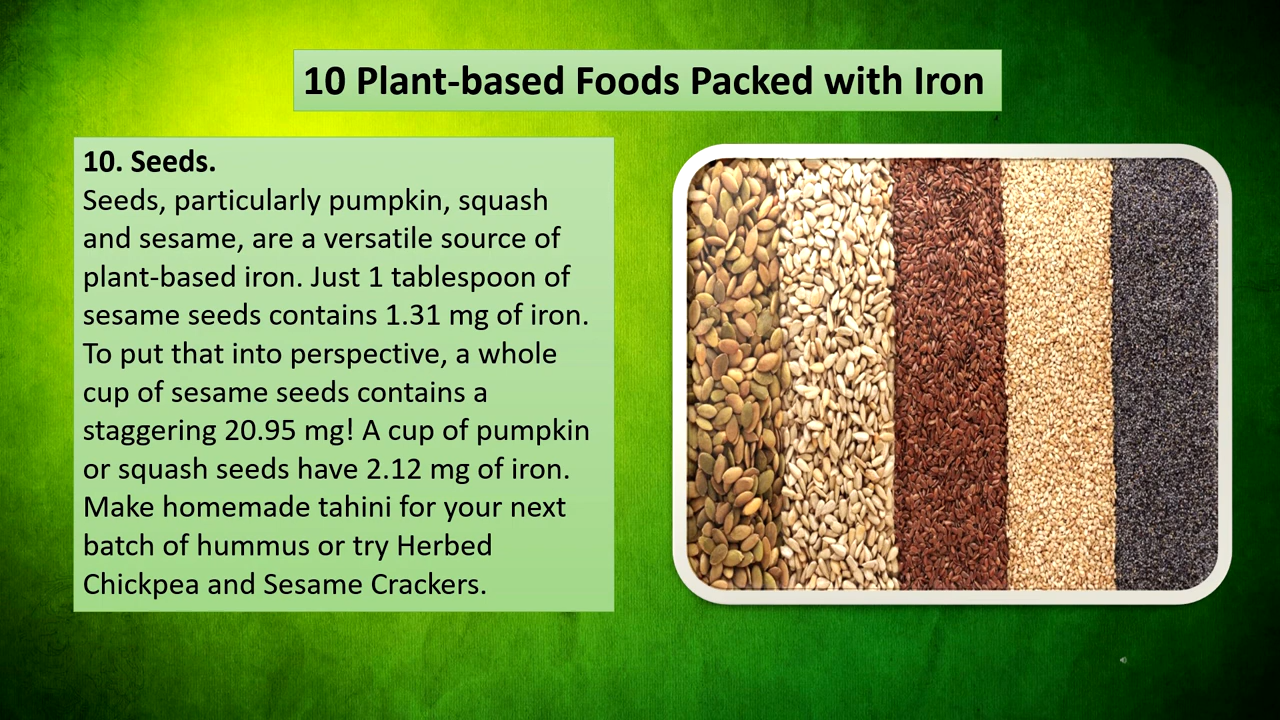 10 Plant-based Foods Packed with Iron
10. Seeds.
Seeds, particularly pumpkin, squash
and sesame, are a versatile source of
plant-based iron. Just 1 tablespoon of
sesame seeds contains 1.31 mg of iron.
To put that into perspective, a whole
cup of sesame seeds contains a
staggering 20.95 mg! A cup of pumpkin
or squash seeds have 2.12 mg of iron.
Make homemade tahini for your next
batch of hummus or try Herbed
Chickpea and Sesame Crackers.